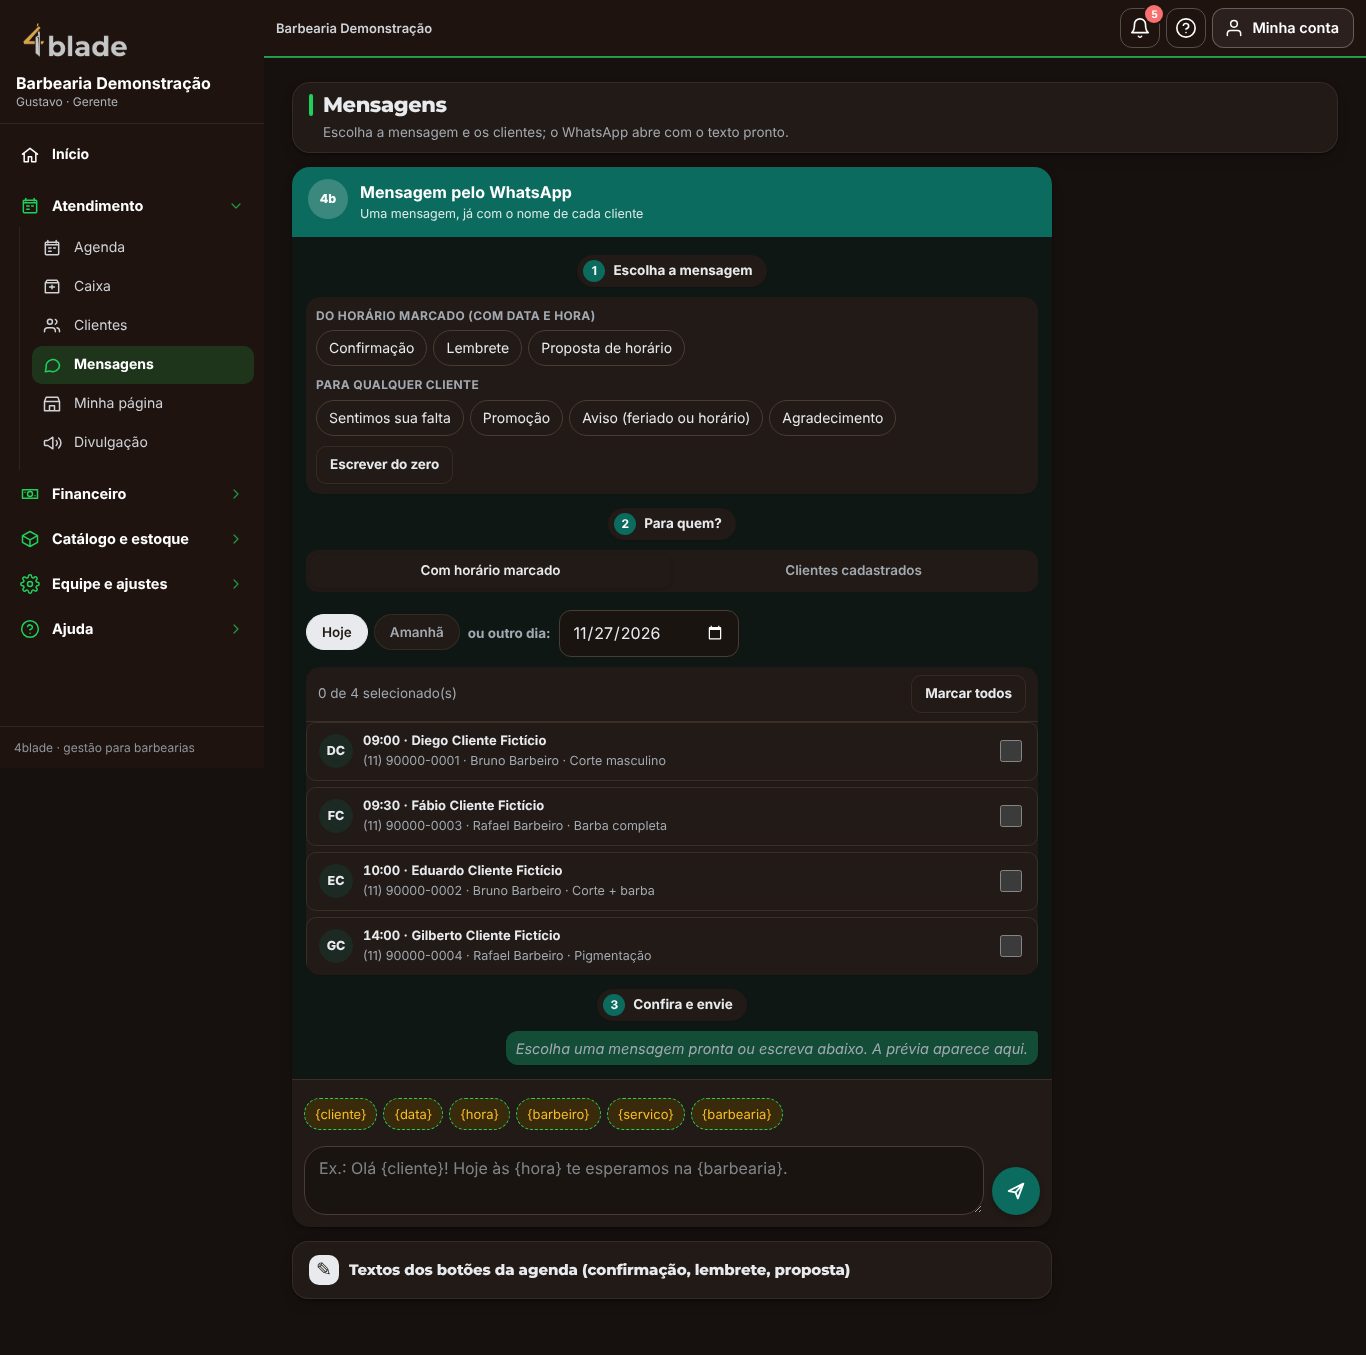 4blade
Barbearia Demonstração
Gustavo · Gerente
Início
Atendimento
Agenda
Caixa
Clientes
Mensagens
Minha página
Divulgação
Financeiro
Catálogo e estoque
Equipe e ajustes
Ajuda
4blade · gestão para barbearias
Barbearia Demonstração
5
Minha conta
Mensagens
Escolha a mensagem e os clientes; o WhatsApp abre com o texto pronto.
4b
Mensagem pelo WhatsApp
Uma mensagem, já com o nome de cada cliente
1 Escolha a mensagem
DO HORÁRIO MARCADO (COM DATA E HORA)
Confirmação Lembrete Proposta de horário
PARA QUALQUER CLIENTE
Sentimos sua falta Promoção Aviso (feriado ou horário) Agradecimento
Escrever do zero
2 Para quem?
Com horário marcado Clientes cadastrados
Hoje Amanhã ou outro dia: 11/27/2026
0 de 4 selecionado(s) Marcar todos
DC
09:00 · Diego Cliente Fictício
(11) 90000-0001 · Bruno Barbeiro · Corte masculino
FC
09:30 · Fábio Cliente Fictício
(11) 90000-0003 · Rafael Barbeiro · Barba completa
EC
10:00 · Eduardo Cliente Fictício
(11) 90000-0002 · Bruno Barbeiro · Corte + barba
GC
14:00 · Gilberto Cliente Fictício
(11) 90000-0004 · Rafael Barbeiro · Pigmentação
3 Confira e envie
Escolha uma mensagem pronta ou escreva abaixo. A prévia aparece aqui.
{cliente} {data} {hora} {barbeiro} {servico} {barbearia}
Ex.: Olá {cliente}! Hoje às {hora} te esperamos na {barbearia}.
Textos dos botões da agenda (confirmação, lembrete, proposta)